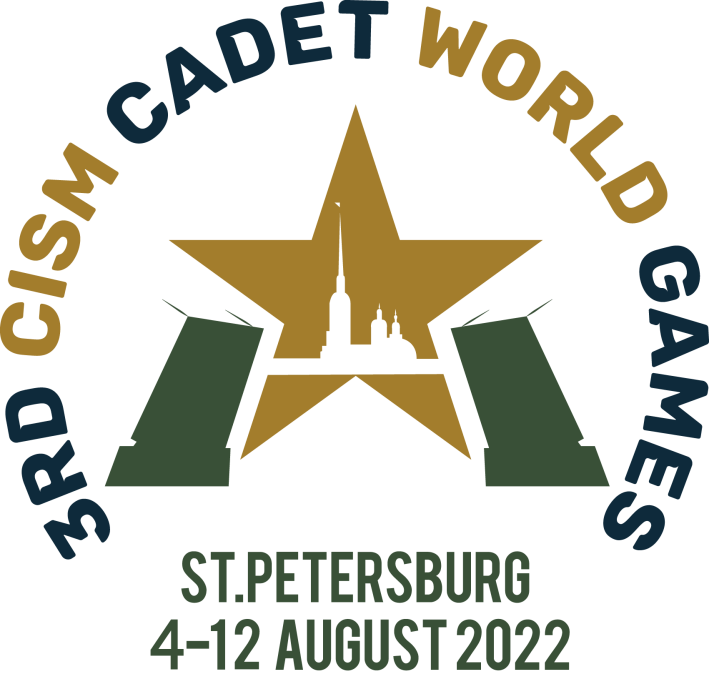 3RD CISM CADET WORLD GAMES
ST.PETERSBURG
4-12 AUGUST 2022